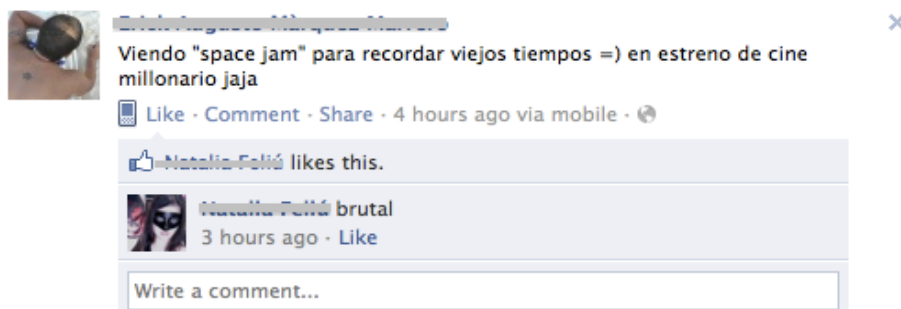 Viendo "space jam" para recordar viejos tiempos =) en estreno de cine
millonario jaja
Like · Comment · Share · 4 hours ago via mobile ·
likes this.
brutal
3 hours ago · Like
Write a comment...